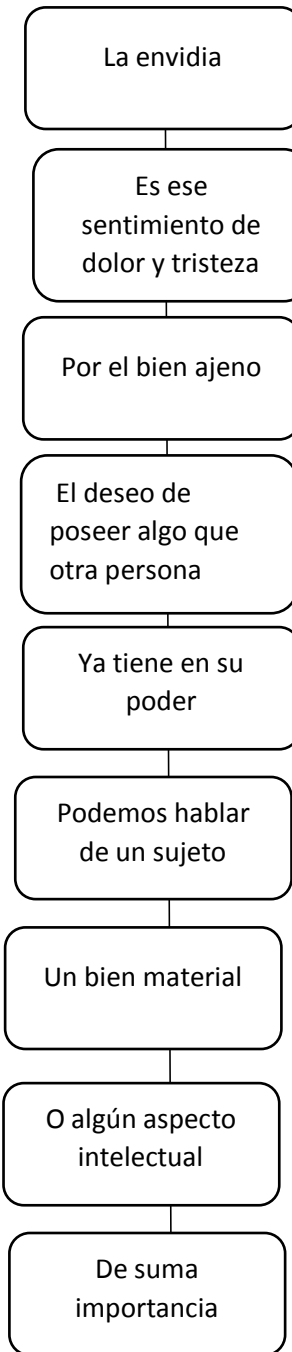 La envidia
Es ese
sentimiento de
dolor y tristeza
Por el bien ajeno
El deseo de
poseer algo que
otra persona
Ya tiene en su
poder
Podemos hablar
de un sujeto
Un bien material
O algún aspecto
intelectual
De suma
importancia